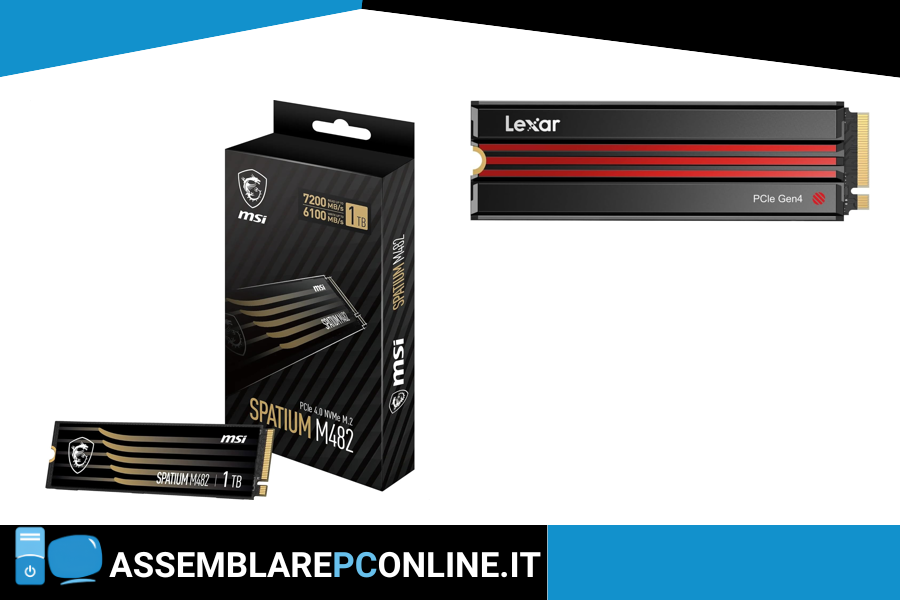 Lexar
PCIe Gen4
msi
7200 MB/s
6100 MB/s
1 TB
SPATIUM M482
msi
msi
SPATIUM M482
PCIe 4.0 NVMe M.2
SPATIUM M482
msi
SPATIUM M482 | 1 TB
ASSEMBLAREPCONLINE.IT